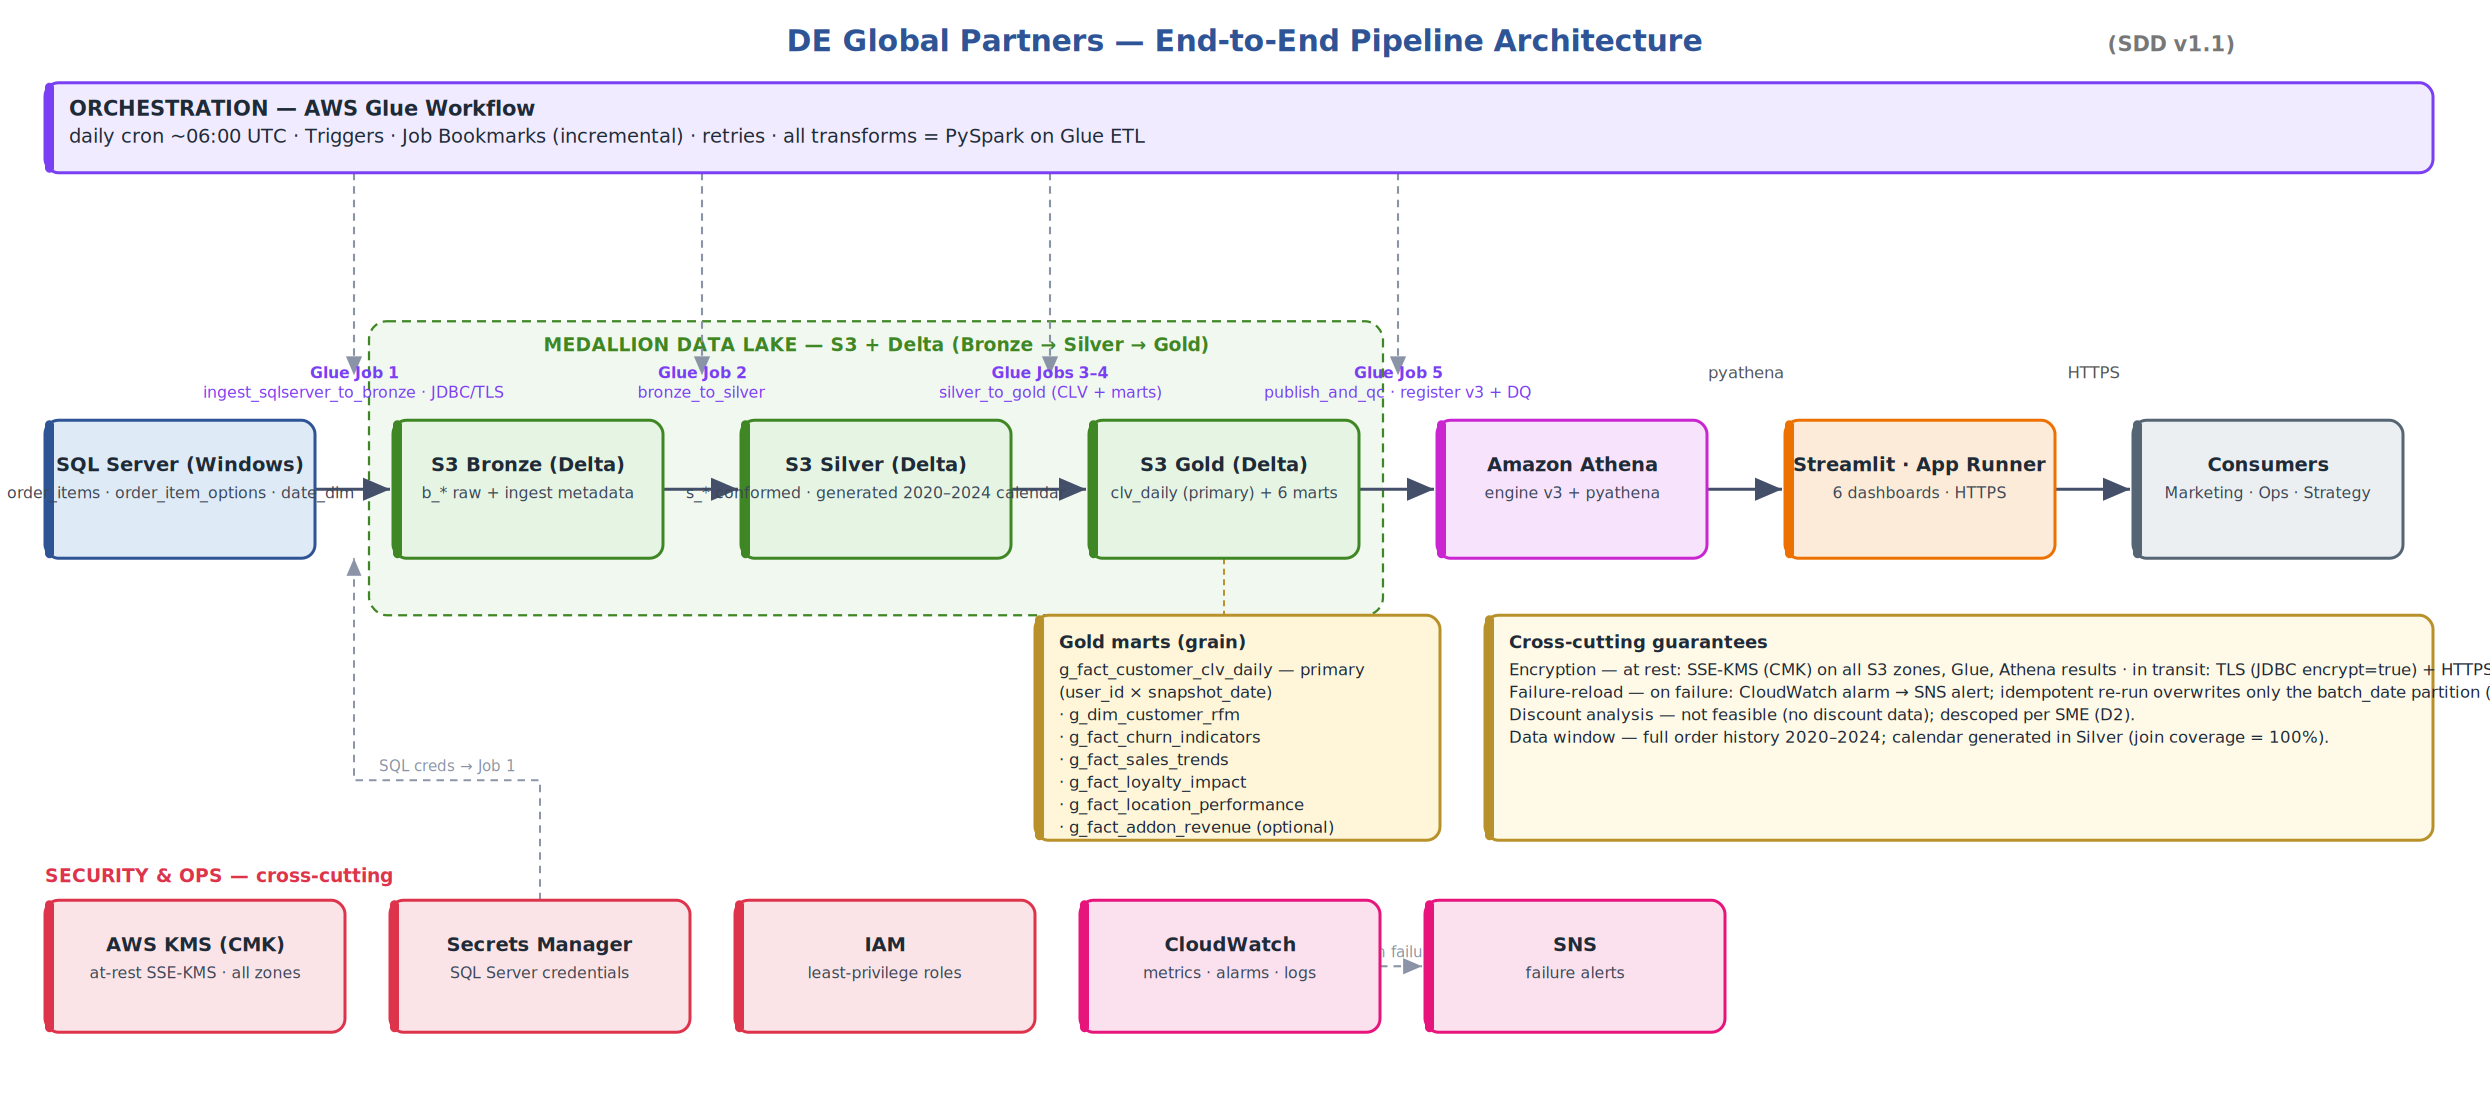 DE Global Partners — End-to-End Pipeline Architecture
(SDD v1.1)
ORCHESTRATION — AWS Glue Workflow
daily cron ~06:00 UTC · Triggers · Job Bookmarks (incremental) · retries · all transforms = PySpark on Glue ETL
MEDALLION DATA LAKE — S3 + Delta (Bronze → Silver → Gold)
Glue Job 1
ingest_sqlserver_to_bronze · JDBC/TLS
Glue Job 2
bronze_to_silver
Glue Jobs 3–4
silver_to_gold (CLV + marts)
Glue Job 5
publish_and_qc · register v3 + DQ
pyathena
HTTPS
SQL Server (Windows)
order_items · order_item_options · date_dim
S3 Bronze (Delta)
b_* raw + ingest metadata
S3 Silver (Delta)
s_* conformed · generated 2020–2024 calenda
S3 Gold (Delta)
clv_daily (primary) + 6 marts
Amazon Athena
engine v3 + pyathena
Streamlit · App Runner
6 dashboards · HTTPS
Consumers
Marketing · Ops · Strategy
Gold marts (grain)
g_fact_customer_clv_daily — primary
(user_id × snapshot_date)
· g_dim_customer_rfm
· g_fact_churn_indicators
· g_fact_sales_trends
· g_fact_loyalty_impact
· g_fact_location_performance
· g_fact_addon_revenue (optional)
Cross-cutting guarantees
Encryption — at rest: SSE-KMS (CMK) on all S3 zones, Glue, Athena results · in transit: TLS (JDBC encrypt=true) + HTTPS
Failure-reload — on failure: CloudWatch alarm → SNS alert; idempotent re-run overwrites only the batch_date partition (
Discount analysis — not feasible (no discount data); descoped per SME (D2).
Data window — full order history 2020–2024; calendar generated in Silver (join coverage = 100%).
SQL creds → Job 1
SECURITY & OPS — cross-cutting
AWS KMS (CMK)
at-rest SSE-KMS · all zones
Secrets Manager
SQL Server credentials
IAM
least-privilege roles
CloudWatch
metrics · alarms · logs
n failu
SNS
failure alerts